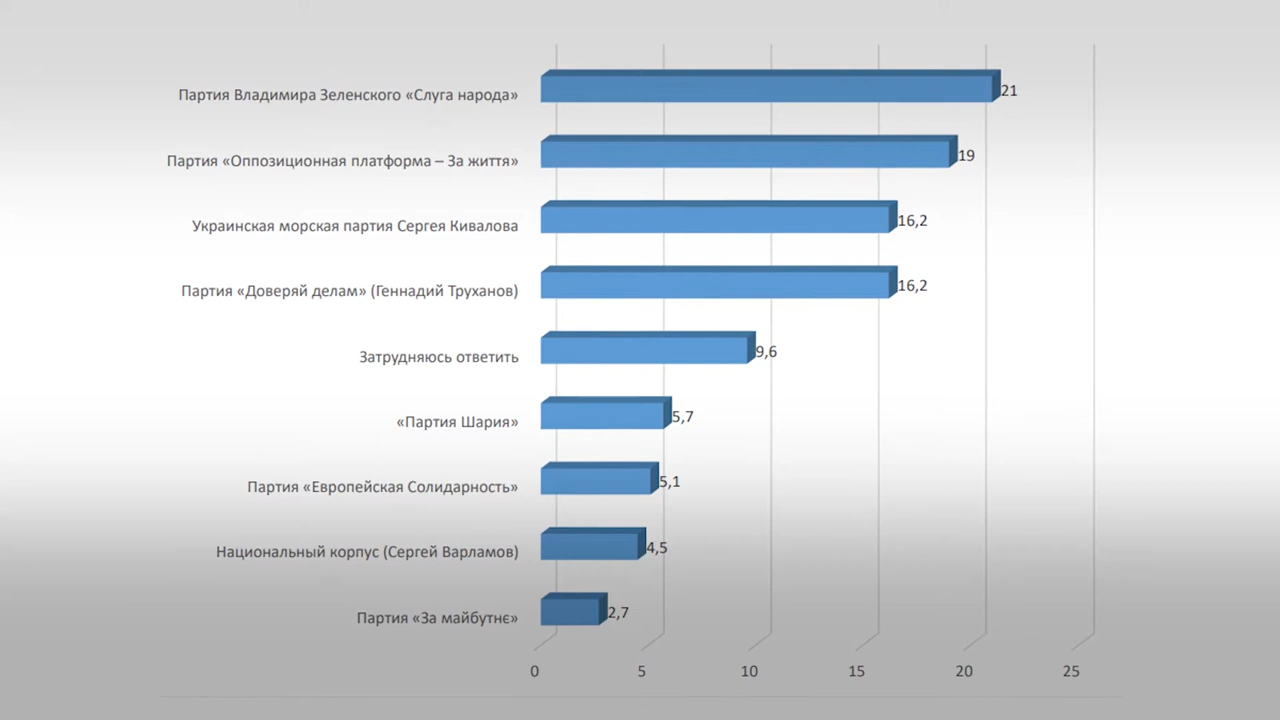 Партия Владимира Зеленского «Слуга народа» 21
Партия «Оппозиционная платформа – За життя» 19
Украинская морская партия Сергея Кивалова 16,2
Партия «Доверяй делам» (Геннадий Труханов) 16,2
Затрудняюсь ответить 9,6
«Партия Шария» 5,7
Партия «Европейская Солидарность» 5,1
Национальный корпус (Сергей Варламов) 4,5
Партия «За майбутнє» 2,7
0 5 10 15 20 25